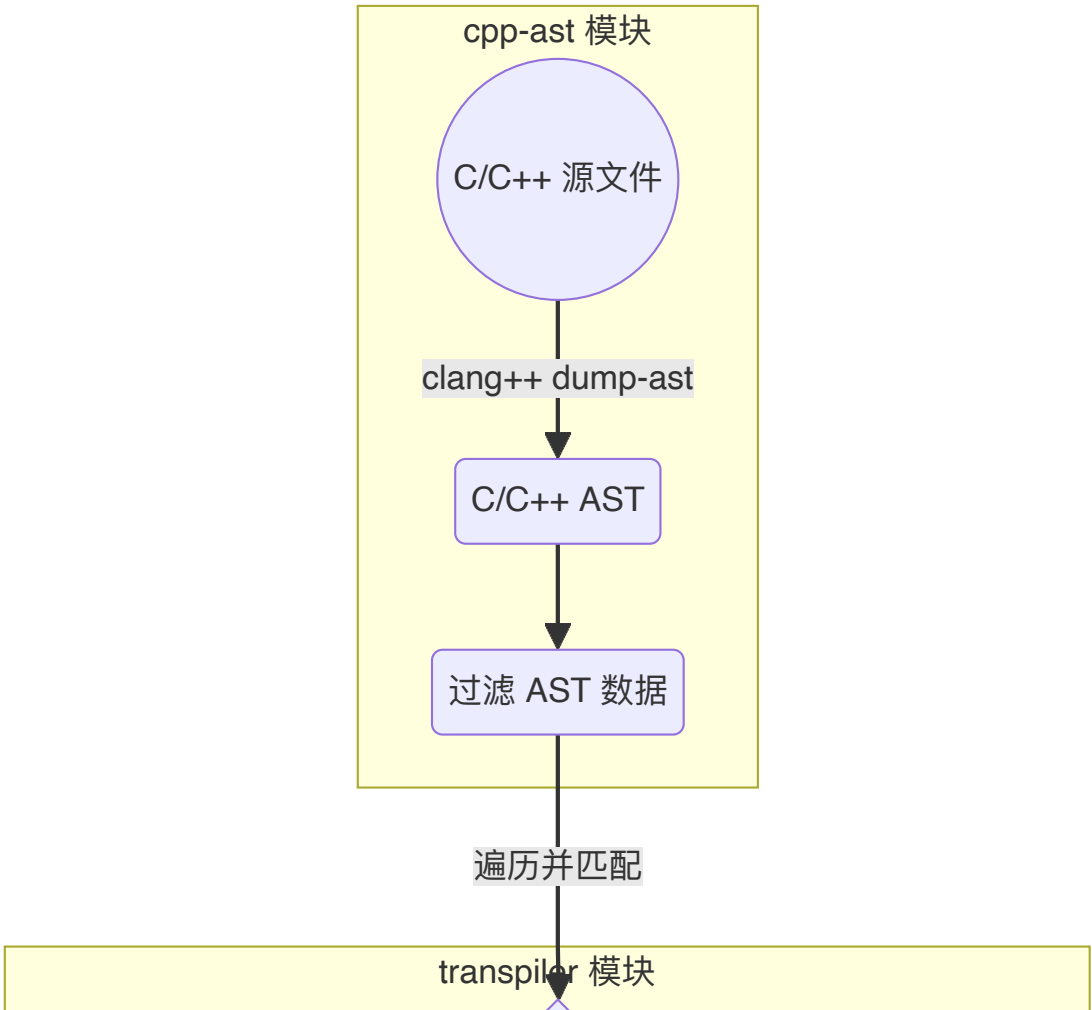 cpp-ast 模块
C/C++ 源文件
clang++ dump-ast
C/C++ AST
过滤 AST 数据
遍历并匹配
transpiler 模块